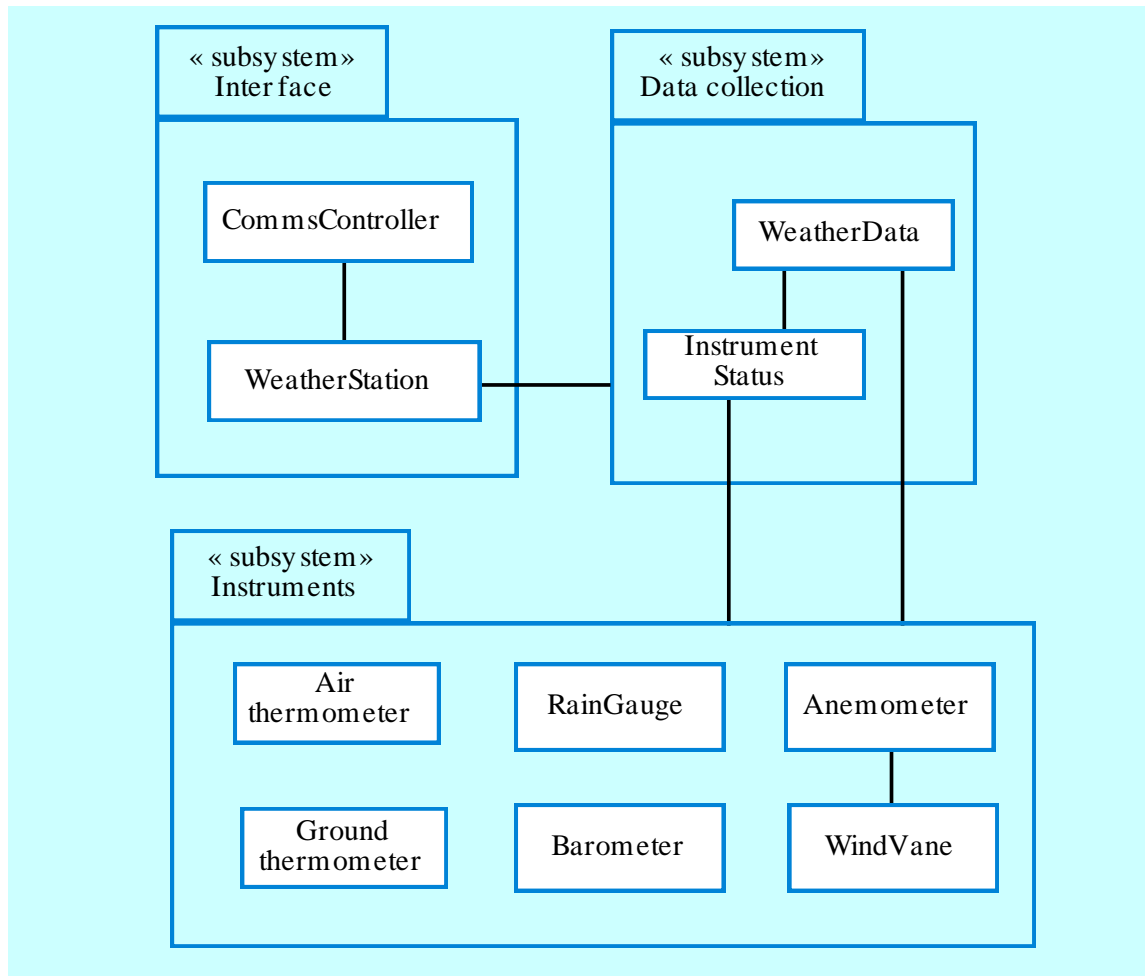 « subsystem»
Interface
« subsystem»
Data collection
CommsController
WeatherData
WeatherStation
Instrument
Status
« subsystem»
Instruments
Air
thermometer
RainGauge
Anemometer
Ground
thermometer
Barometer
WindVane